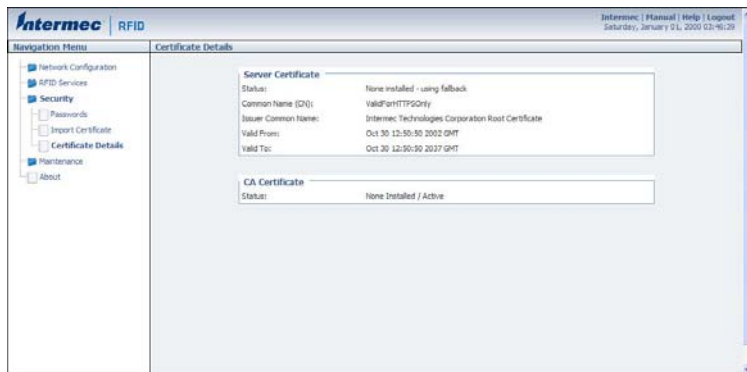 Intermec RFID
Intermec | Manual | Help | Logout
Saturday, January 01, 2000 03:46:29
Navigation Menu
Certificate Details
Network Configuration
RFID Services
Security
Passwords
Import Certificate
Certificate Details
Maintenance
About
Server Certificate
Status: None installed - using fallback
Common Name (CN): ValidForHTTPSOnly
Issuer Common Name: Intermec Technologies Corporation Root Certificate
Valid From: Oct 30 12:50:50 2002 GMT
Valid To: Oct 30 12:50:50 2037 GMT
CA Certificate
Status: None Installed / Active